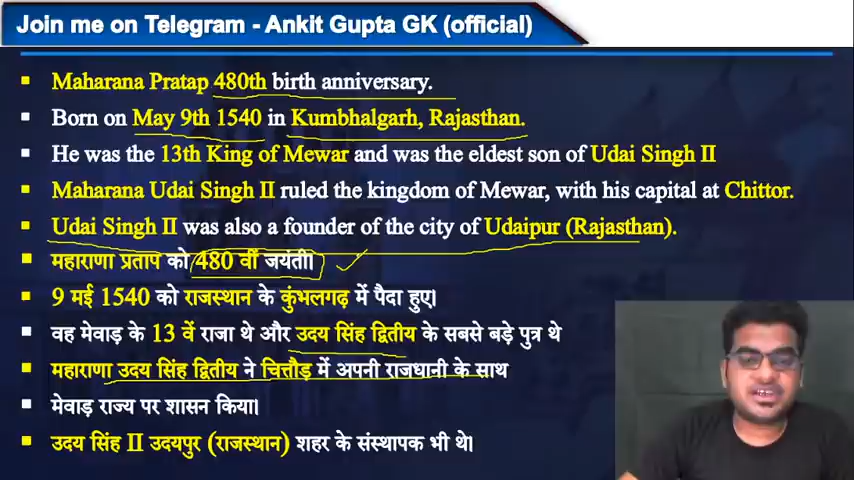 Join me on Telegram - Ankit Gupta GK (official)
Maharana Pratap 480th birth anniversary.
Born on May 9th 1540 in Kumbhalgarh, Rajasthan.
He was the 13th King of Mewar and was the eldest son of Udai Singh II
Maharana Udai Singh II ruled the kingdom of Mewar, with his capital at Chittor.
Udai Singh II was also a founder of the city of Udaipur (Rajasthan).
महाराणा प्रताप को 480 वीं जयंती।
9 मई 1540 को राजस्थान के कुंभलगढ़ में पैदा हुए।
वह मेवाड़ के 13 वें राजा थे और उदय सिंह द्वितीय के सबसे बड़े पुत्र थे
महाराणा उदय सिंह द्वितीय ने चित्तौड़ में अपनी राजधानी के साथ
मेवाड़ राज्य पर शासन किया।
उदय सिंह II उदयपुर (राजस्थान) शहर के संस्थापक भी थे।